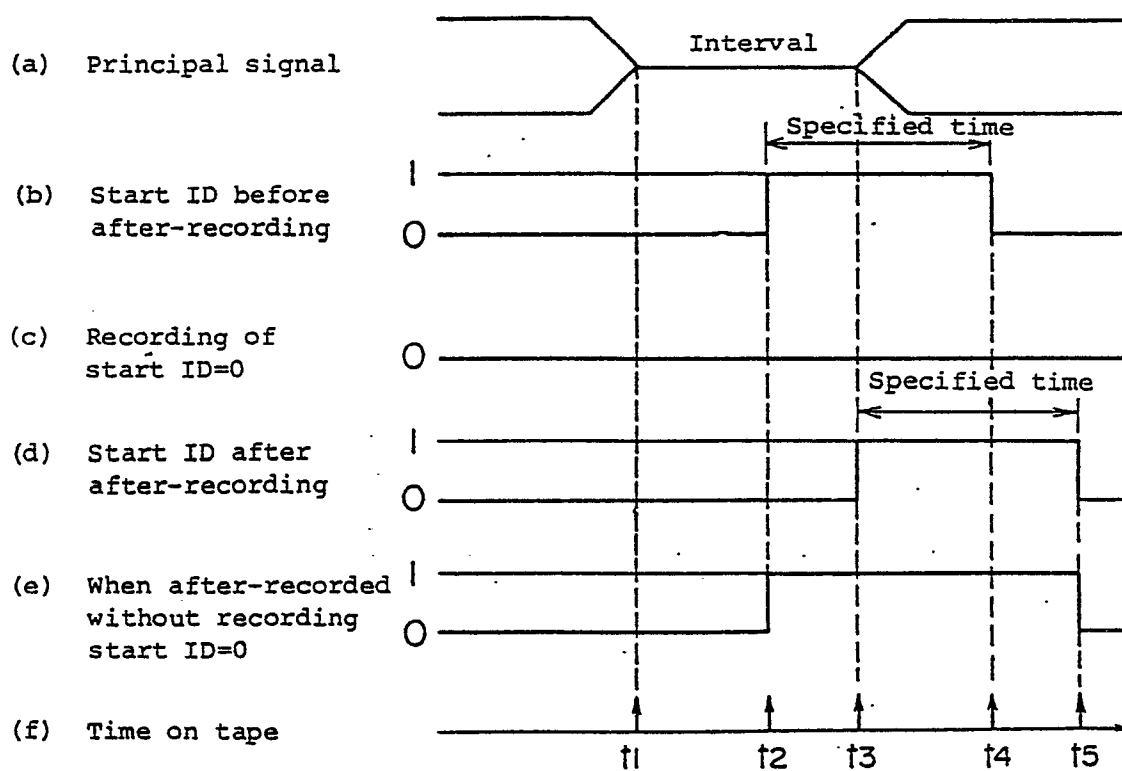 Interval
(a) Principal signal
Specified time
1
(b) Start ID before
after-recording
0
(c) Recording of
start ID=0
0
Specified time
1
(d) Start ID after
after-recording
0
1
(e) When after-recorded
without recording
start ID=0
0
(f) Time on tape
t1 t2 t3 t4 t5